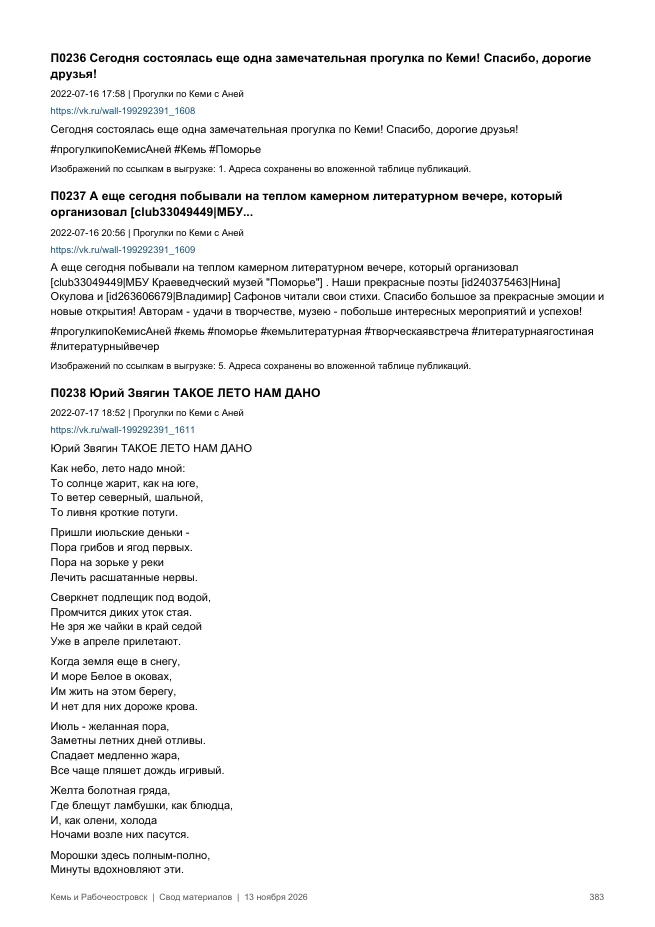 П0236 Сегодня состоялась еще одна замечательная прогулка по Кеми! Спасибо, дорогие
друзья!
2022-07-16 17:58 | Прогулки по Кеми с Аней
https://vk.ru/wall-199292391_1608
Сегодня состоялась еще одна замечательная прогулка по Кеми! Спасибо, дорогие друзья!
#прогулкипоКемисАней #Кемь #Поморье
Изображений по ссылкам в выгрузке: 1. Адреса сохранены во вложенной таблице публикаций.
П0237 А еще сегодня побывали на теплом камерном литературном вечере, который
организовал [club33049449|МБУ...
2022-07-16 20:56 | Прогулки по Кеми с Аней
https://vk.ru/wall-199292391_1609
А еще сегодня побывали на теплом камерном литературном вечере, который организовал
[club33049449|МБУ Краеведческий музей "Поморье"] . Наши прекрасные поэты [id240375463|Нина]
Окулова и [id263606679|Владимир] Сафонов читали свои стихи. Спасибо большое за прекрасные эмоции и
новые открытия! Авторам - удачи в творчестве, музею - побольше интересных мероприятий и успехов!
#прогулкипоКемисАней #кемь #поморье #кемьлитературная #творческаявстреча #литературнаягостиная
#литературныйвечер
Изображений по ссылкам в выгрузке: 5. Адреса сохранены во вложенной таблице публикаций.
П0238 Юрий Звягин ТАКОЕ ЛЕТО НАМ ДАНО
2022-07-17 18:52 | Прогулки по Кеми с Аней
https://vk.ru/wall-199292391_1611
Юрий Звягин ТАКОЕ ЛЕТО НАМ ДАНО
Как небо, лето надо мной:
То солнце жарит, как на юге,
То ветер северный, шальной,
То ливня кроткие потуги.
Пришли июльские деньки -
Пора грибов и ягод первых.
Пора на зорьке у реки
Лечить расшатанные нервы.
Сверкнет подлещик под водой,
Промчится диких уток стая.
Не зря же чайки в край седой
Уже в апреле прилетают.
Когда земля еще в снегу,
И море Белое в оковах,
Им жить на этом берегу,
И нет для них дороже крова.
Июль - желанная пора,
Заметны летних дней отливы.
Спадает медленно жара,
Все чаще пляшет дождь игривый.
Желта болотная гряда,
Где блещут ламбушки, как блюдца,
И, как олени, холода
Ночами возле них пасутся.
Морошки здесь полным-полно,
Минуты вдохновляют эти.
Кемь и Рабочеостровск | Свод материалов | 13 ноября 2026
383